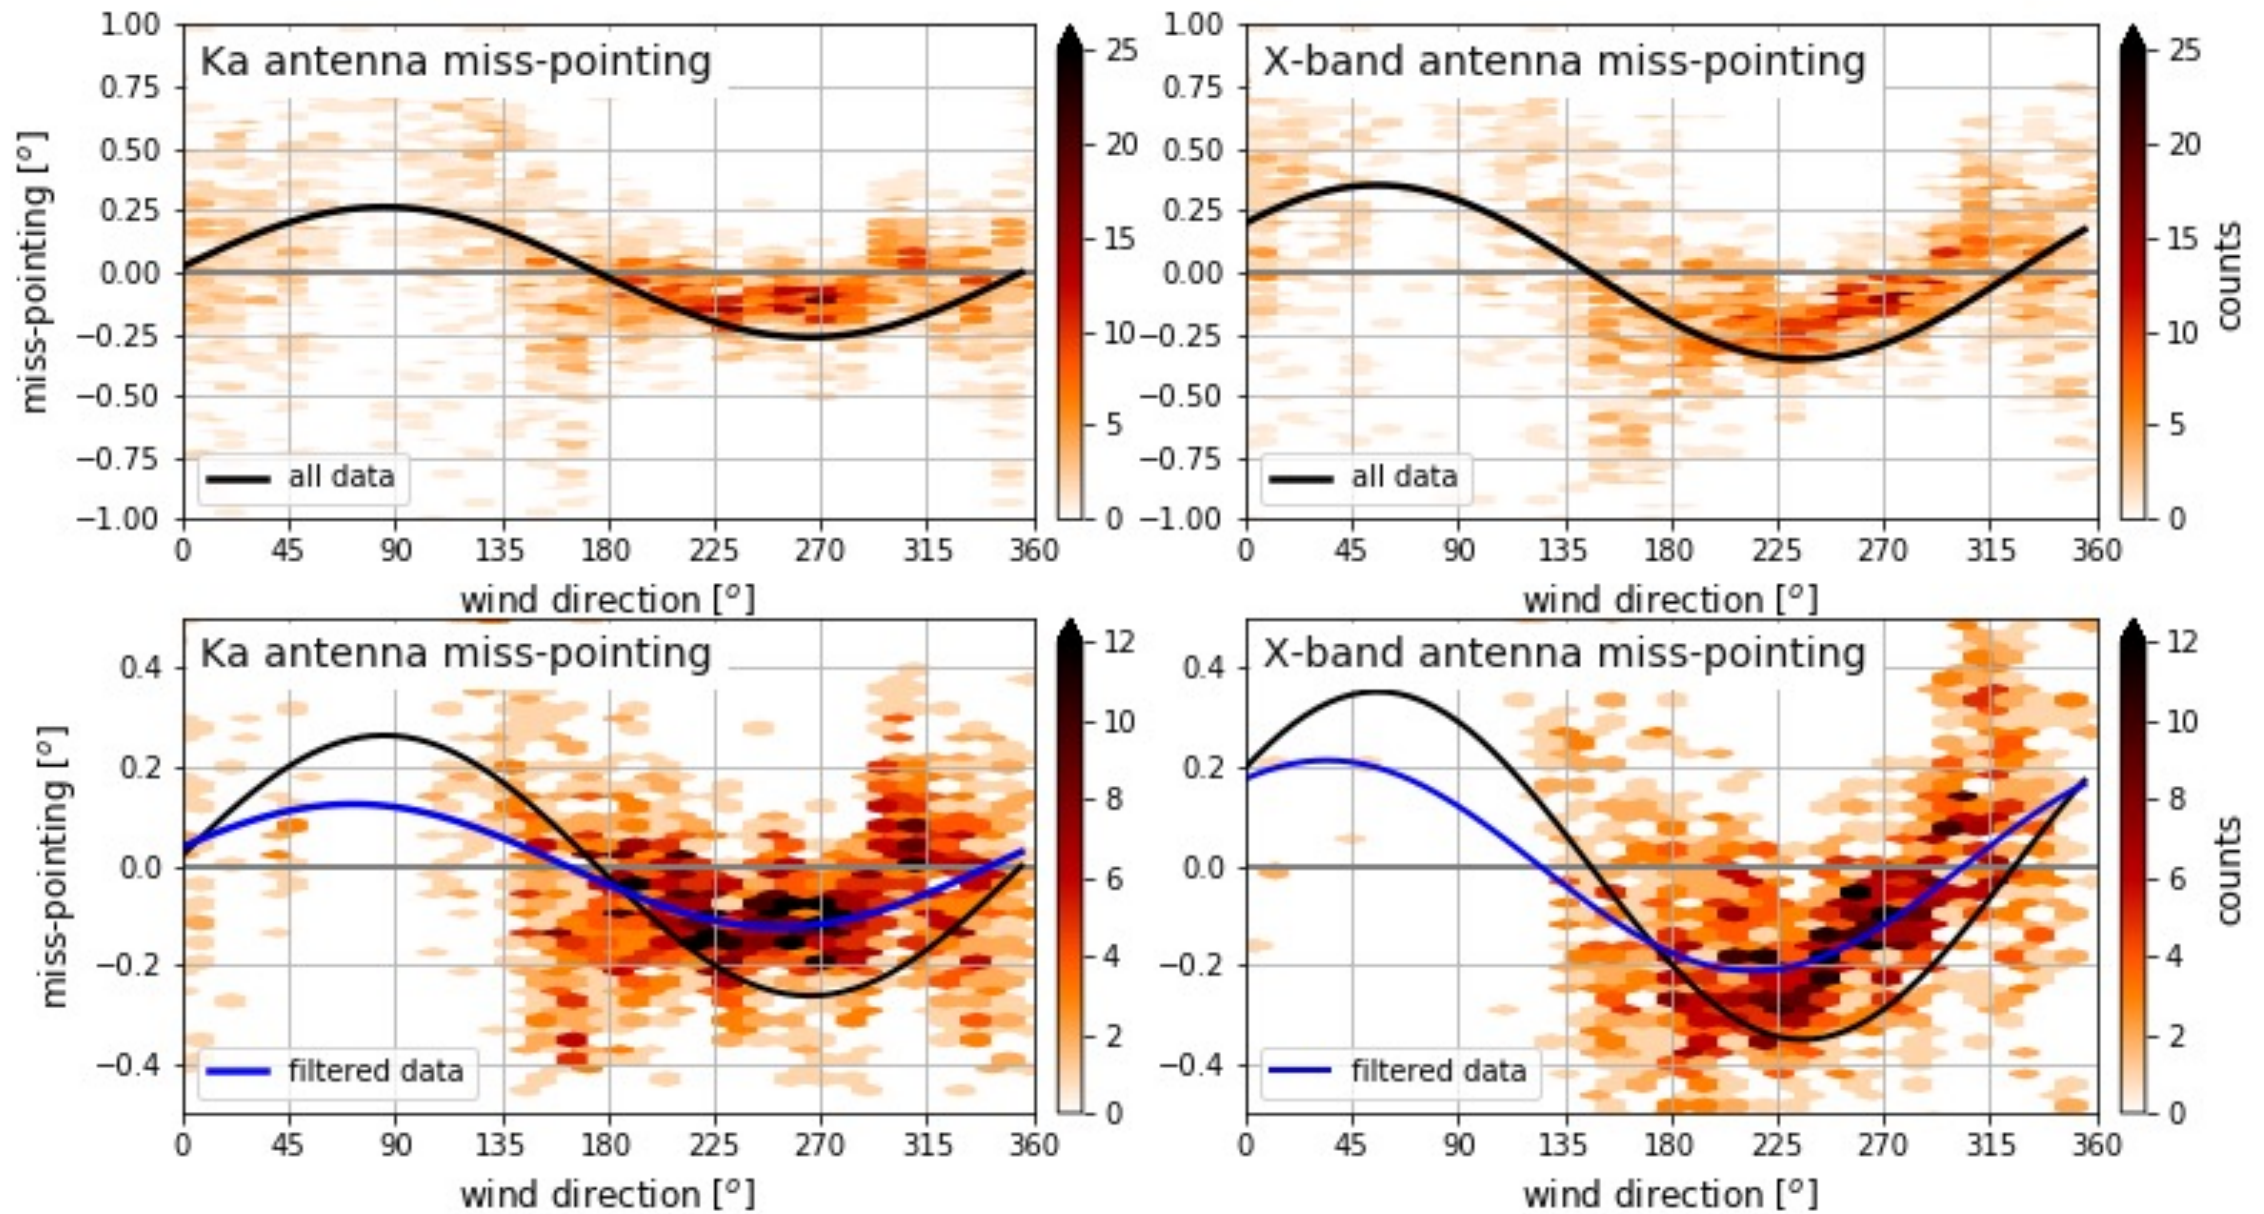 Ka antenna miss-pointing
1.00
0.75
0.50
0.25
0.00
−0.25
−0.50
−0.75
−1.00
miss-pointing [o]
all data
0 45 90 135 180 225 270 315 360
wind direction [o]
25
20
15
10
5
0
X-band antenna miss-pointing
1.00
0.75
0.50
0.25
0.00
−0.25
−0.50
−0.75
−1.00
all data
0 45 90 135 180 225 270 315 360
wind direction [o]
25
20
15
10
5
0
counts
Ka antenna miss-pointing
0.4
0.2
0.0
−0.2
−0.4
miss-pointing [o]
filtered data
0 45 90 135 180 225 270 315 360
wind direction [o]
12
10
8
6
4
2
0
X-band antenna miss-pointing
0.4
0.2
0.0
−0.2
−0.4
filtered data
0 45 90 135 180 225 270 315 360
wind direction [o]
12
10
8
6
4
2
0
counts